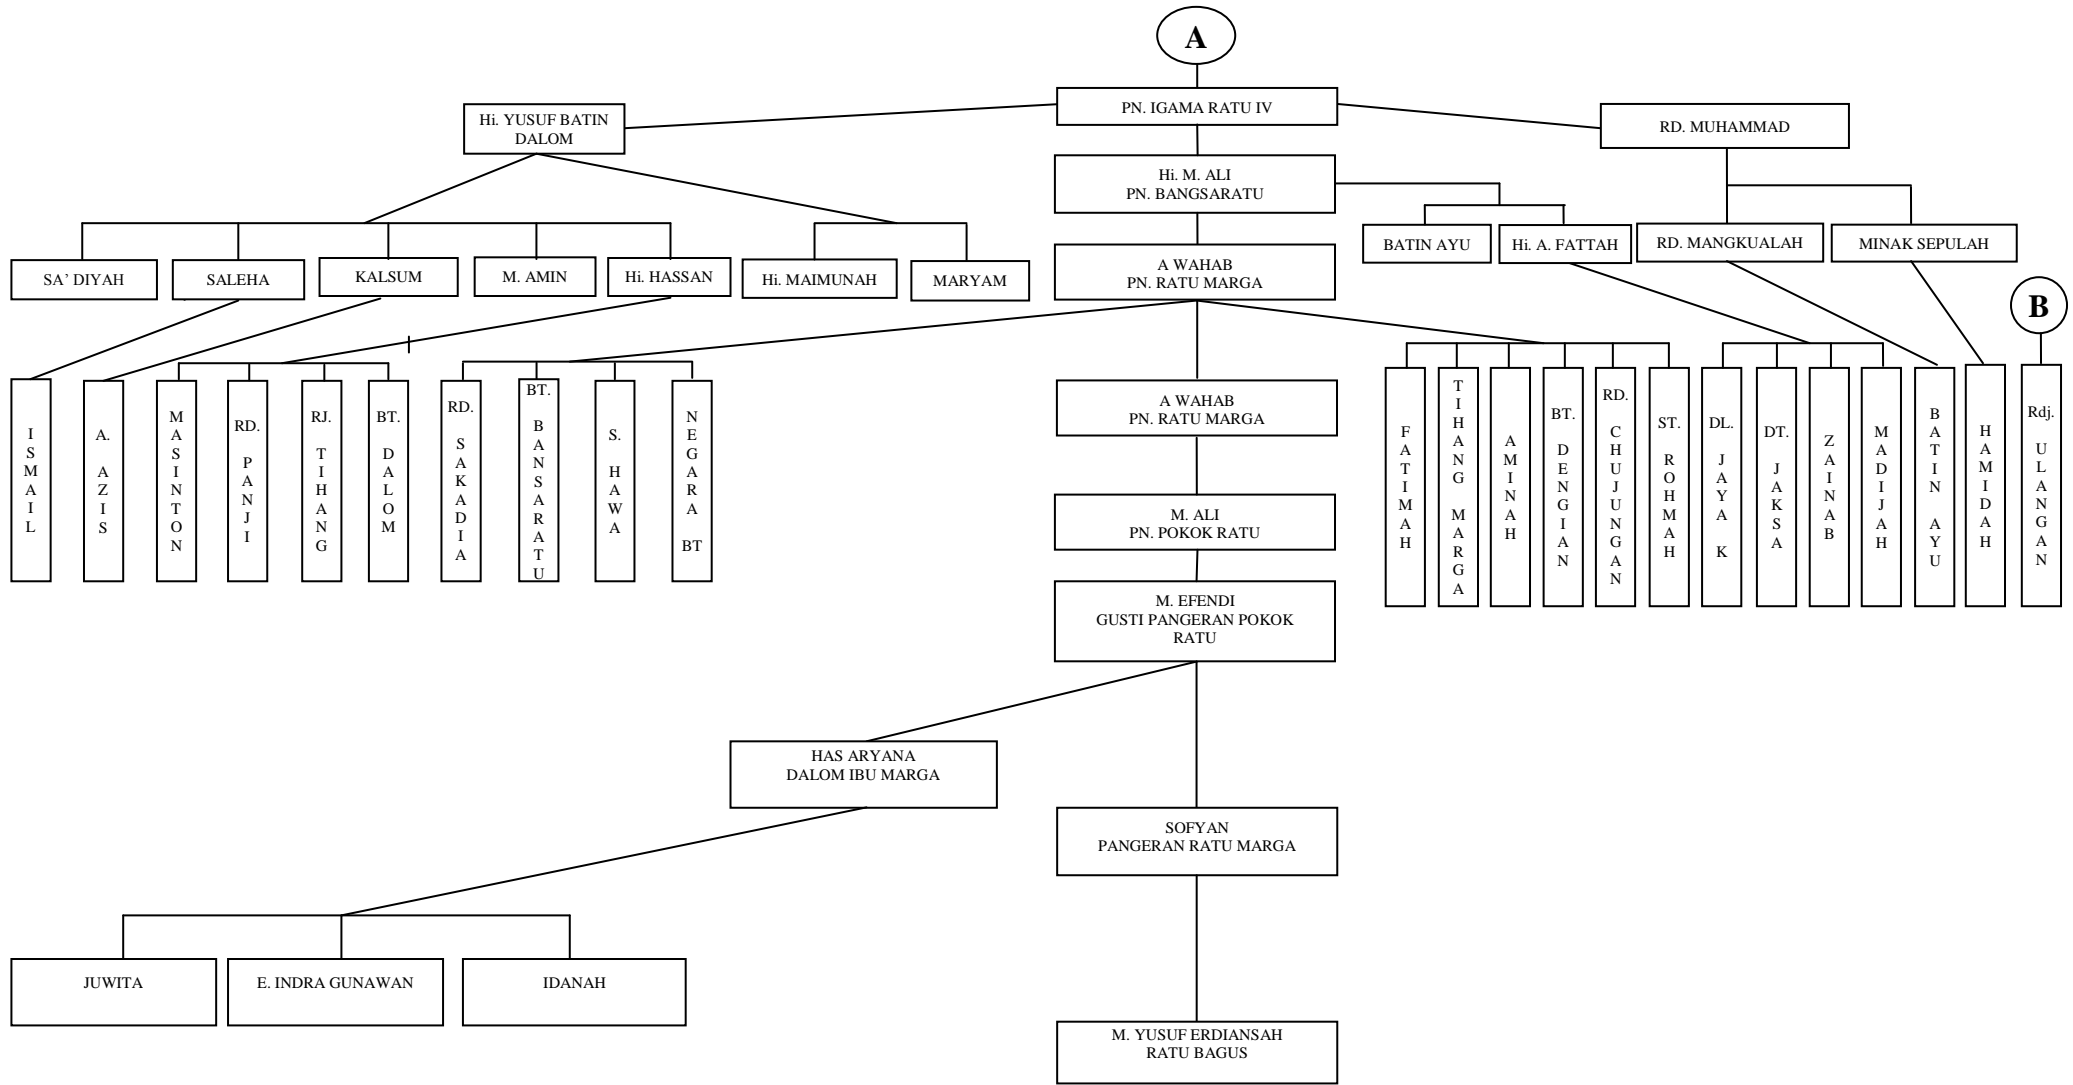 A
PN. IGAMA RATU IV
Hi. YUSUF BATIN
DALOM
RD. MUHAMMAD
Hi. M. ALI
PN. BANGSARATU
BATIN AYU
Hi. A. FATTAH
RD. MANGKUALAH
MINAK SEPULAH
SA' DIYAH
SALEHA
KALSUM
M. AMIN
Hi. HASSAN
Hi. MAIMUNAH
MARYAM
A WAHAB
PN. RATU MARGA
B
ISMAIL
A. AZIS
MASINTON
RD. PANJI
RJ. TIHANG
BT. DALOM
RD. SAKADIA
BT. BANSARATU
S. HAWA
NEGARA BT
A WAHAB
PN. RATU MARGA
FATIMAH
TIHANG MARGA
AMINAH
BT. DENGIAN
RD. CHUJUNGAN
ST. ROHMAH
DL. JAYA K
DT. JAKSA
ZAINAB
MADIJAH
BATIN AYU
HAMIDAH
Rdj. ULANGAN
M. ALI
PN. POKOK RATU
M. EFENDI
GUSTI PANGERAN POKOK
RATU
HAS ARYANA
DALOM IBU MARGA
SOFYAN
PANGERAN RATU MARGA
JUWITA
E. INDRA GUNAWAN
IDANAH
M. YUSUF ERDIANSAH
RATU BAGUS